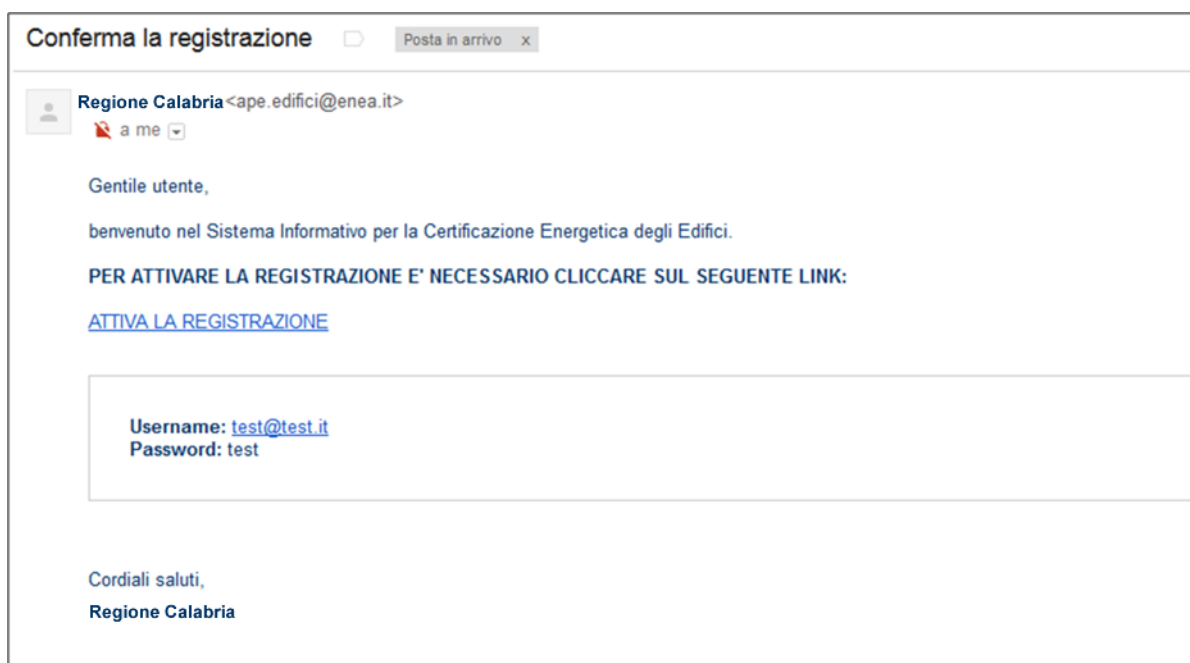 Conferma la registrazione Posta in arrivo x
Regione Calabria <ape.edifici@enea.it>
a me
Gentile utente,
benvenuto nel Sistema Informativo per la Certificazione Energetica degli Edifici.
PER ATTIVARE LA REGISTRAZIONE E' NECESSARIO CLICCARE SUL SEGUENTE LINK:
ATTIVA LA REGISTRAZIONE
Username: test@test.it
Password: test
Cordiali saluti,
Regione Calabria